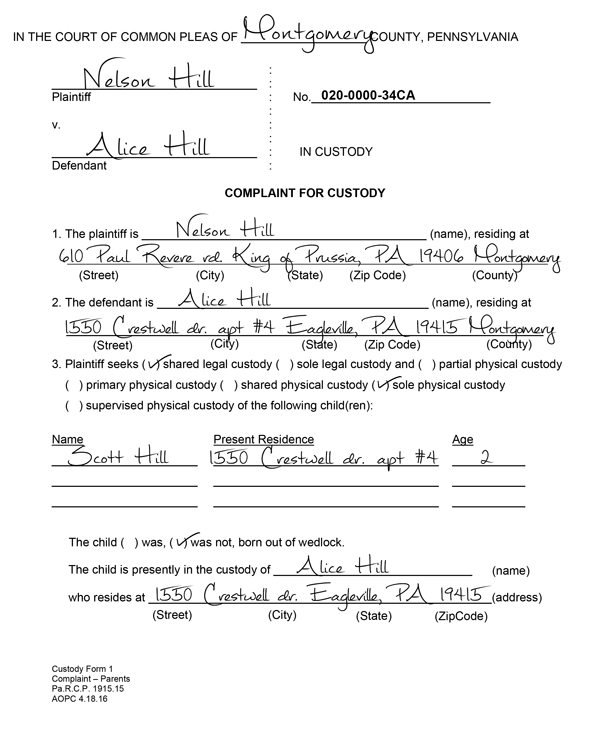 IN THE COURT OF COMMON PLEAS OF Montgomery COUNTY, PENNSYLVANIA
Nelson Hill
Plaintiff
No. 020-0000-34CA
v.
Alice Hill
IN CUSTODY
Defendant
COMPLAINT FOR CUSTODY
1. The plaintiff is Nelson Hill (name), residing at
610 Paul Revere rd. King of Prussia, PA 19406 Montgomery
(Street) (City) (State) (Zip Code) (County)
2. The defendant is Alice Hill (name), residing at
1550 Crestwell dr. apt #4 Eagleville, PA 19415 Montgomery
(Street) (City) (State) (Zip Code) (County)
3. Plaintiff seeks (✓) shared legal custody ( ) sole legal custody and ( ) partial physical custody
( ) primary physical custody ( ) shared physical custody (✓) sole physical custody
( ) supervised physical custody of the following child(ren):
Name Present Residence Age
Scott Hill 1550 Crestwell dr. apt #4 2
The child ( ) was, (✓) was not, born out of wedlock.
The child is presently in the custody of Alice Hill (name)
who resides at 1550 Crestwell dr. Eagleville, PA 19415 (address)
(Street) (City) (State) (ZipCode)
Custody Form 1
Complaint – Parents
Pa.R.C.P. 1915.15
AOPC 4.18.16